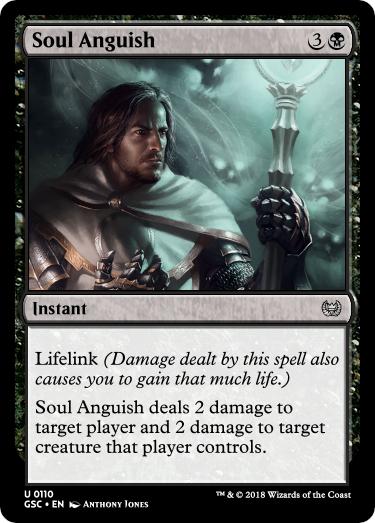 Soul Anguish 3
Instant
Lifelink (Damage dealt by this spell also
causes you to gain that much life.)
Soul Anguish deals 2 damage to
target player and 2 damage to target
creature that player controls.
U 0110
GSC • EN Anthony Jones
™ & © 2018 Wizards of the Coast